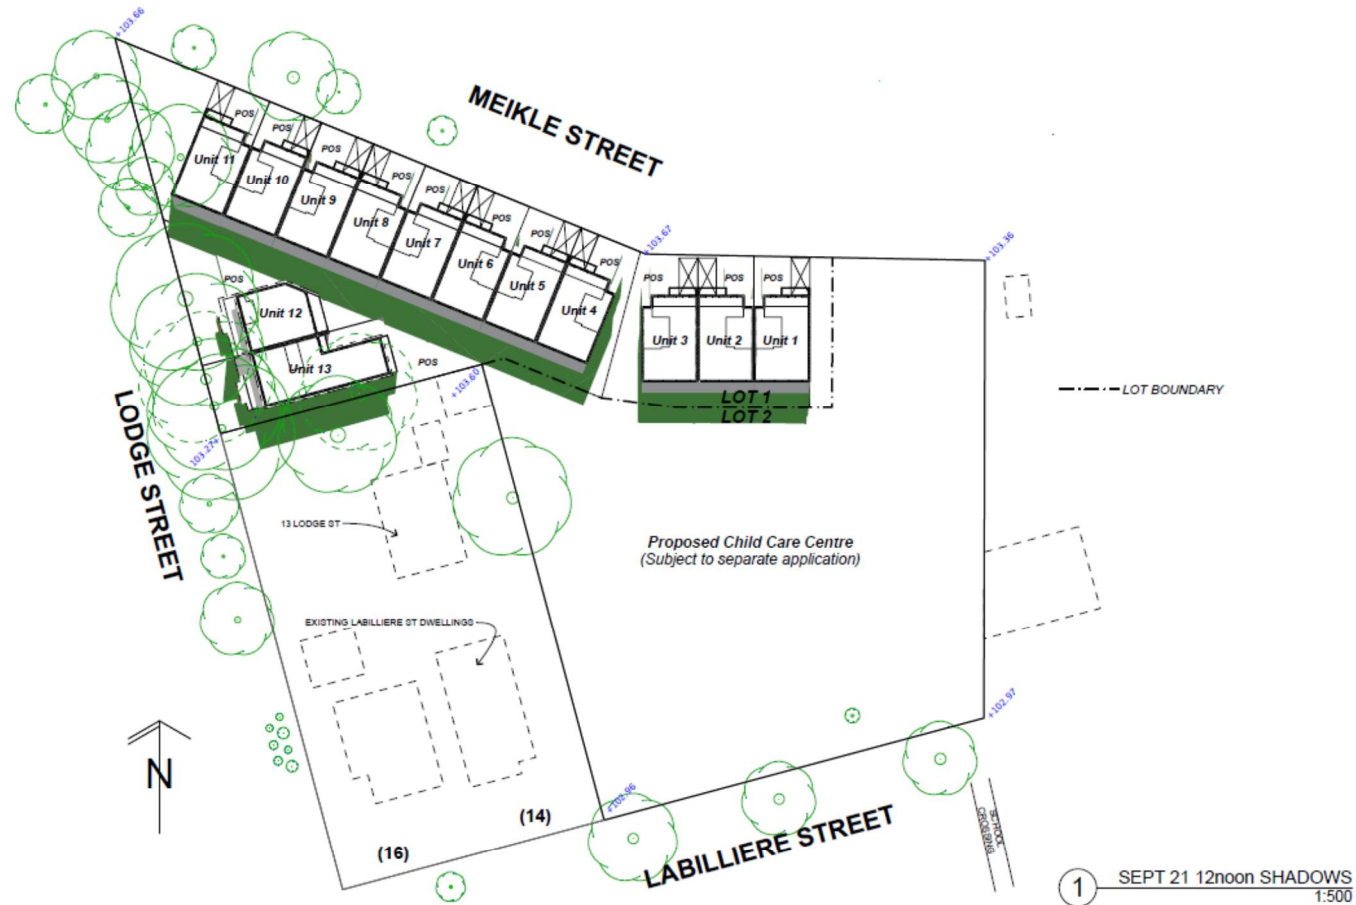 +103.66
MEIKLE STREET
POS
Unit 11
POS
Unit 10
POS
Unit 9
POS
Unit 8
POS
Unit 7
POS
Unit 6
POS
Unit 5
POS
Unit 4
+103.67
+103.36
POS
POS
POS
Unit 3
Unit 2
Unit 1
POS
Unit 12
Unit 13
POS
+103.60
LOT 1
LOT 2
LOT BOUNDARY
LODGE STREET
103.27+
13 LODGE ST
Proposed Child Care Centre
(Subject to separate application)
EXISTING LABILLIERE ST DWELLINGS
+102.97
N
+102.96
(14)
(16)
LABILLIERE STREET
SCHOOL
CROSSING
1
SEPT 21 12noon SHADOWS
1:500